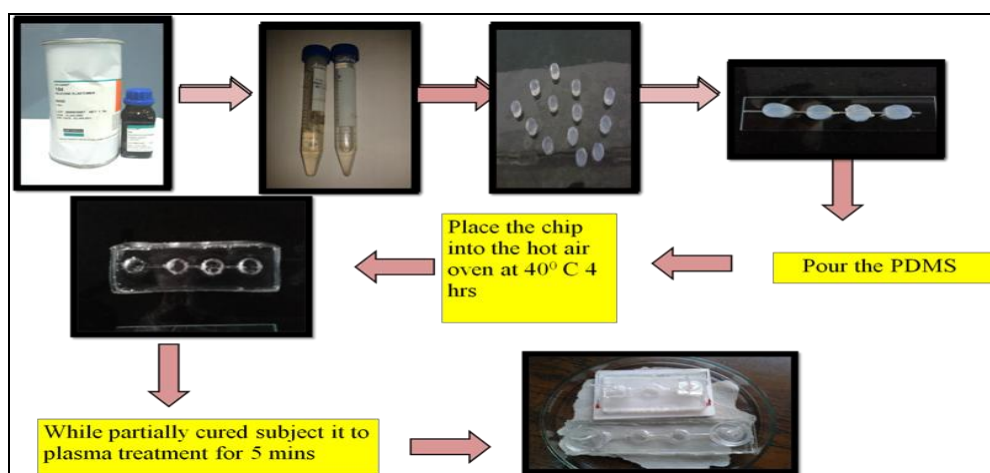 184
Pour the PDMS
Place the chip
into the hot air
oven at 40⁰ C 4
hrs
While partially cured subject it to
plasma treatment for 5 mins